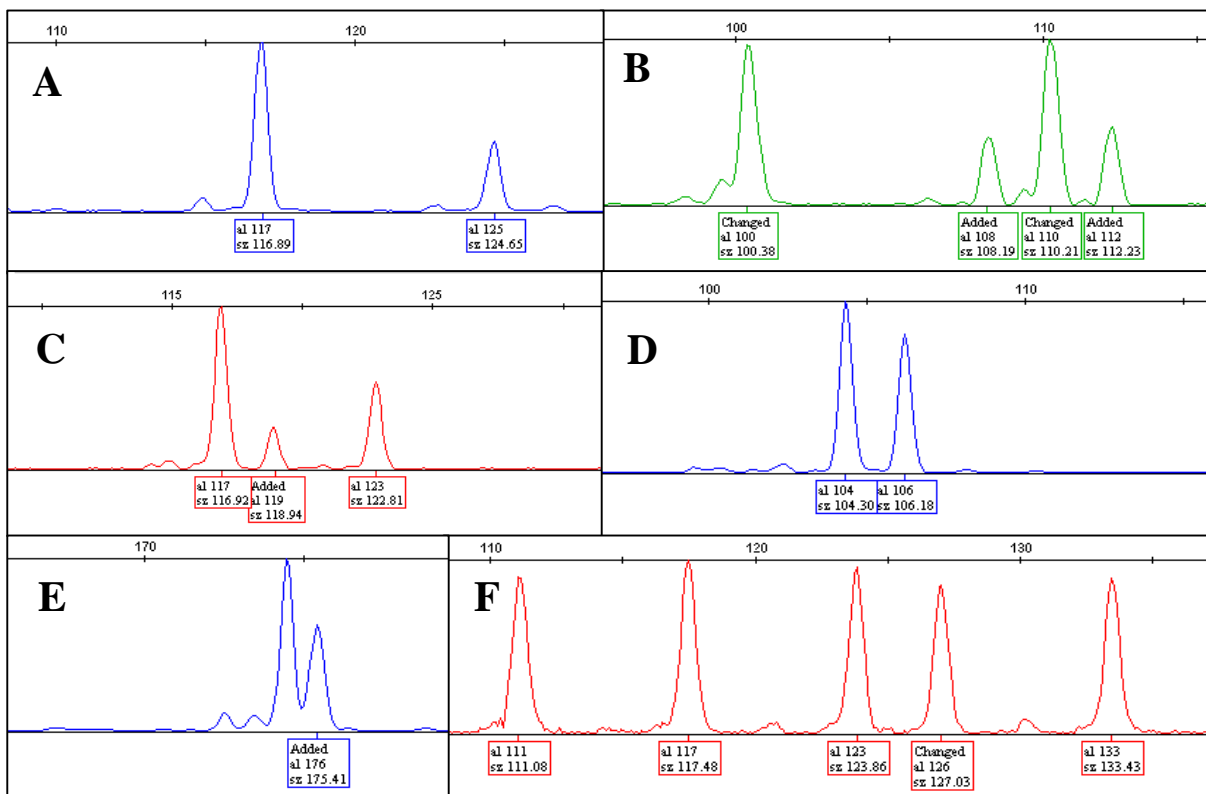 110 120
A
al 117
sz 116.89
al 125
sz 124.65
100 110
B
Changed
al 100
sz 100.38
Added
al 108
sz 108.19
Changed
al 110
sz 110.21
Added
al 112
sz 112.23
115 125
C
al 117
sz 116.92
Added
al 119
sz 118.94
al 123
sz 122.81
100 110
D
al 104
sz 104.30
al 106
sz 106.18
170
E
Added
al 176
sz 175.41
110 120 130
F
al 111
sz 111.08
al 117
sz 117.48
al 123
sz 123.86
Changed
al 126
sz 127.03
al 133
sz 133.43